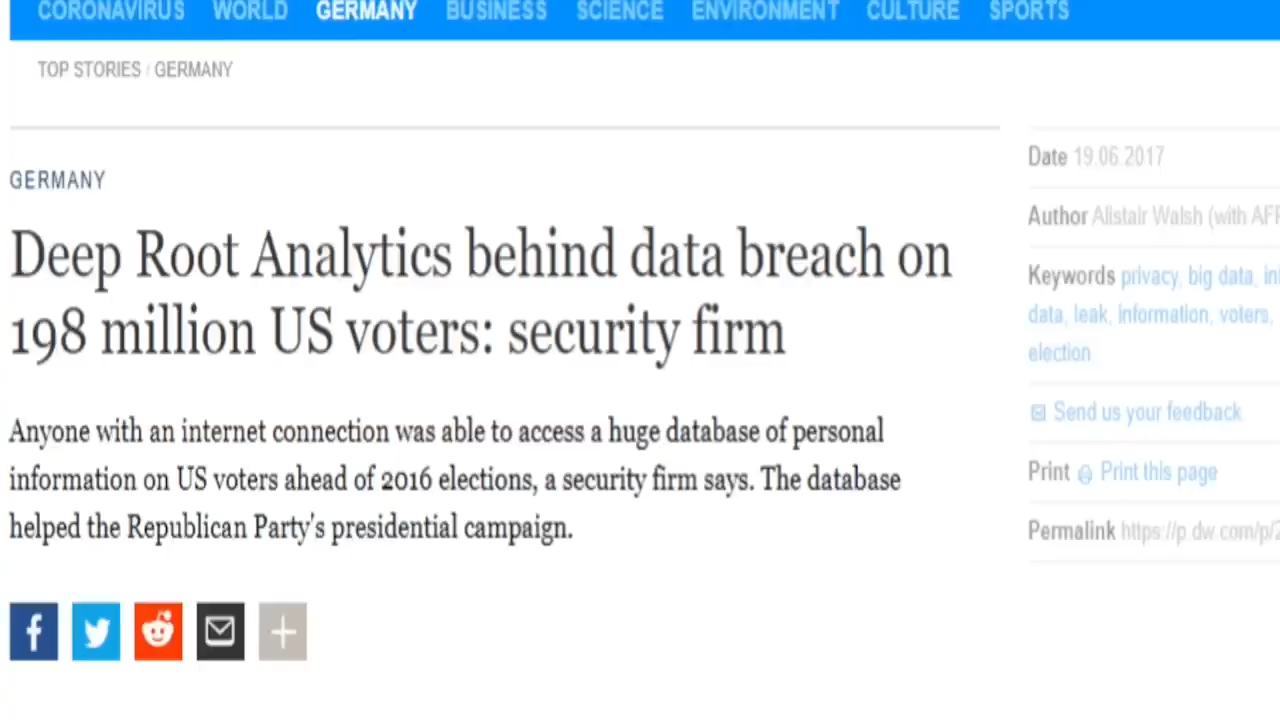 CORONAVIRUS WORLD GERMANY BUSINESS SCIENCE ENVIRONMENT CULTURE SPORTS
TOP STORIES / GERMANY
GERMANY
Deep Root Analytics behind data breach on
198 million US voters: security firm
Anyone with an internet connection was able to access a huge database of personal
information on US voters ahead of 2016 elections, a security firm says. The database
helped the Republican Party's presidential campaign.
Date 19.06.2017
Author Alistair Walsh (with AF
Keywords privacy, big data,
data, leak, information, voters,
election
Send us your feedback
Print Print this page
Permalink https://p.dw.com/p/2